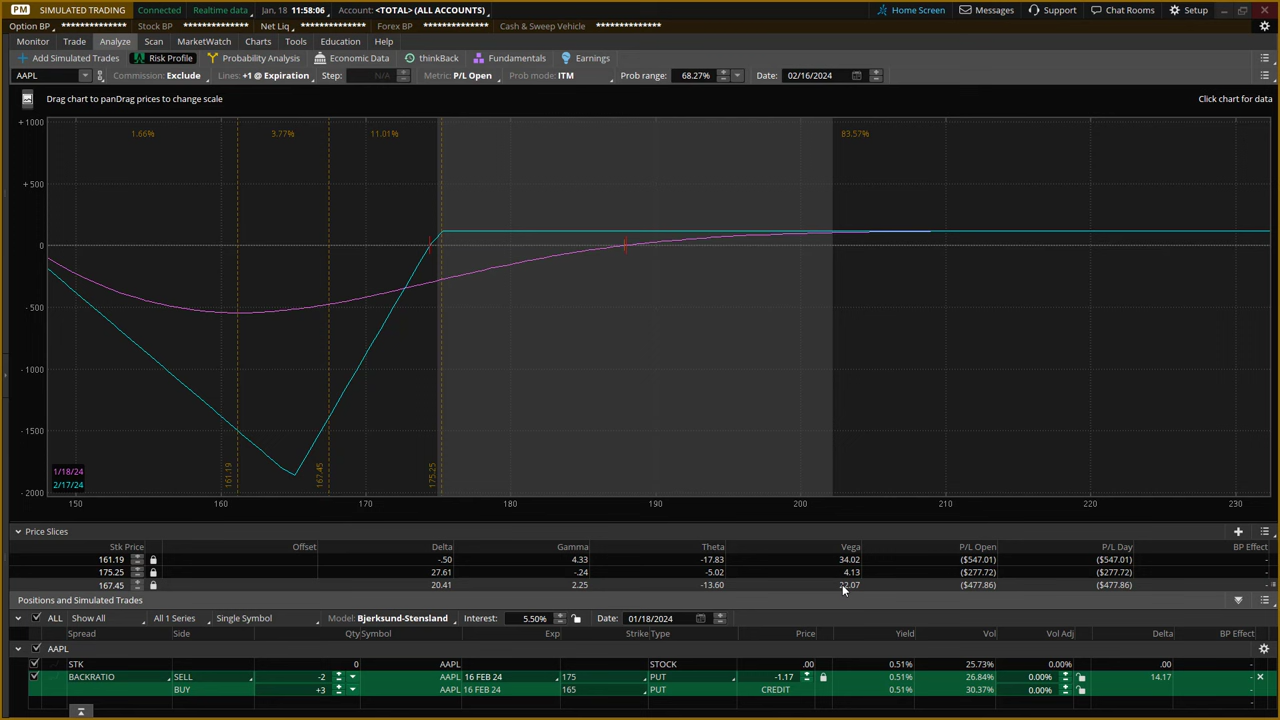 PM SIMULATED TRADING Connected Realtime data Jan, 18 11:58:06 Account: <TOTAL> (ALL ACCOUNTS) Home Screen Messages Support Chat Rooms Setup
Option BP ************** Stock BP ************** Net Liq ************** Forex BP ************** Cash & Sweep Vehicle **************
Monitor Trade Analyze Scan MarketWatch Charts Tools Education Help
Add Simulated Trades Risk Profile Probability Analysis Economic Data thinkBack Fundamentals Earnings
AAPL Commission: Exclude Lines: +1 @ Expiration Step: N/A Metric: P/L Open Prob mode: ITM Prob range: 68.27% Date: 02/16/2024
Drag chart to panDrag prices to change scale Click chart for data
+1000 1.66% 3.77% 11.01% 83.57%
+500
0
-500
-1000
-1500
1/18/24
2/17/24
161.19 167.45 175.25
-2000
150 160 170 180 190 200 210 220 230
Price Slices
Stk Price Offset Delta Gamma Theta Vega P/L Open P/L Day BP Effect
161.19 -.50 4.33 -17.83 34.02 ($547.01) ($547.01) -
175.25 27.61 -.24 -5.02 4.13 ($277.72) ($277.72) -
167.45 20.41 2.25 -13.60 22.07 ($477.86) ($477.86) -
Positions and Simulated Trades
ALL Show All All 1 Series Single Symbol Model: Bjerksund-Stensland Interest: 5.50% Date: 01/18/2024
Spread Side Qty Symbol Exp Strike Type Price Yield Vol Vol Adj Delta BP Effect
AAPL
STK 0 AAPL STOCK .00 0.51% 25.73% 0.00% .00 -
BACKRATIO SELL -2 AAPL 16 FEB 24 175 PUT -1.17 0.51% 26.84% 0.00% 14.17 -
BUY +3 AAPL 16 FEB 24 165 PUT CREDIT 0.51% 30.37% 0.00% -